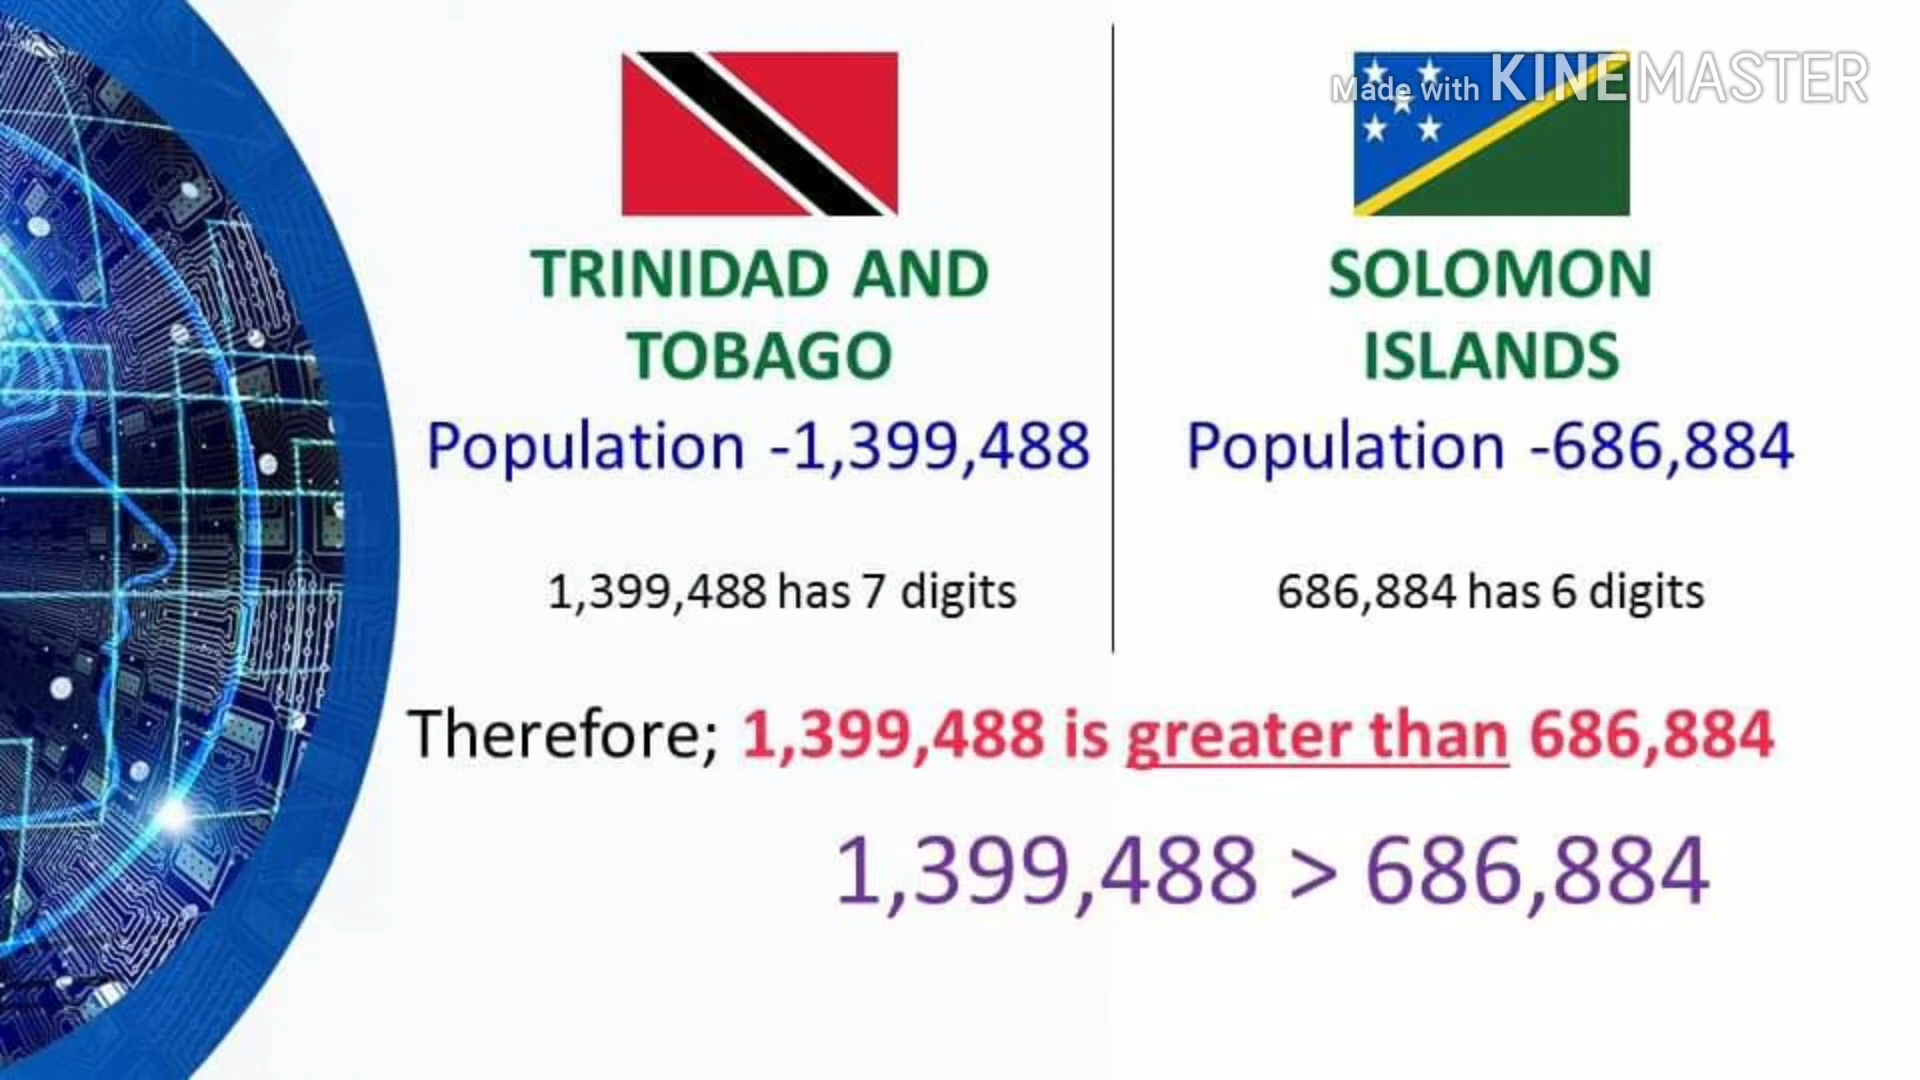 Made with KINEMASTER
TRINIDAD AND
TOBAGO
Population -1,399,488
1,399,488 has 7 digits
SOLOMON
ISLANDS
Population -686,884
686,884 has 6 digits
Therefore; 1,399,488 is greater than 686,884
1,399,488 > 686,884